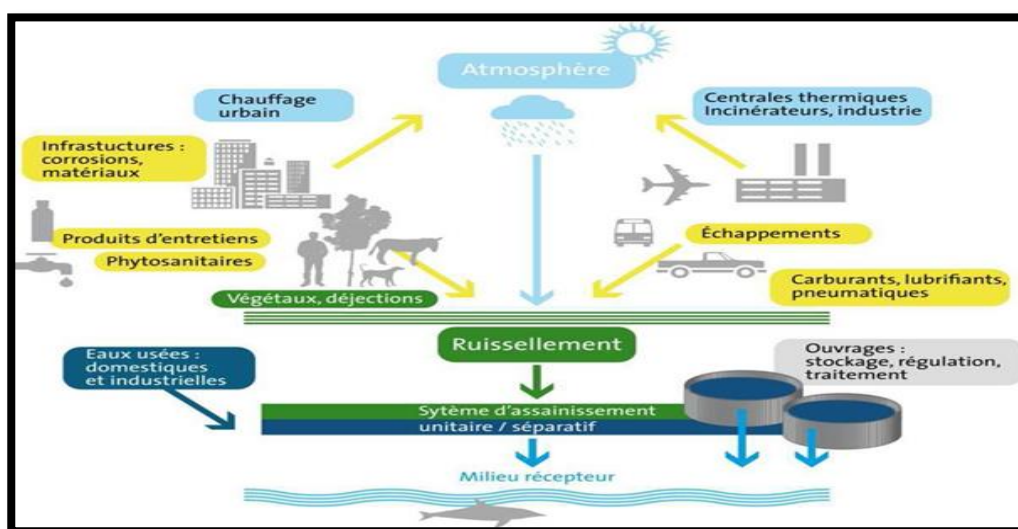 Atmosphère
Chauffage
urbain
Centrales thermiques
Incinérateurs, industrie
Infrastuctures :
corrosions,
matériaux
Produits d'entretiens
Phytosanitaires
Échappements
Végétaux, déjections
Carburants, lubrifiants,
pneumatiques
Ruissellement
Eaux usées :
domestiques
et industrielles
Ouvrages :
stockage, régulation,
traitement
Sytème d'assainissement
unitaire / séparatif
Milieu récepteur